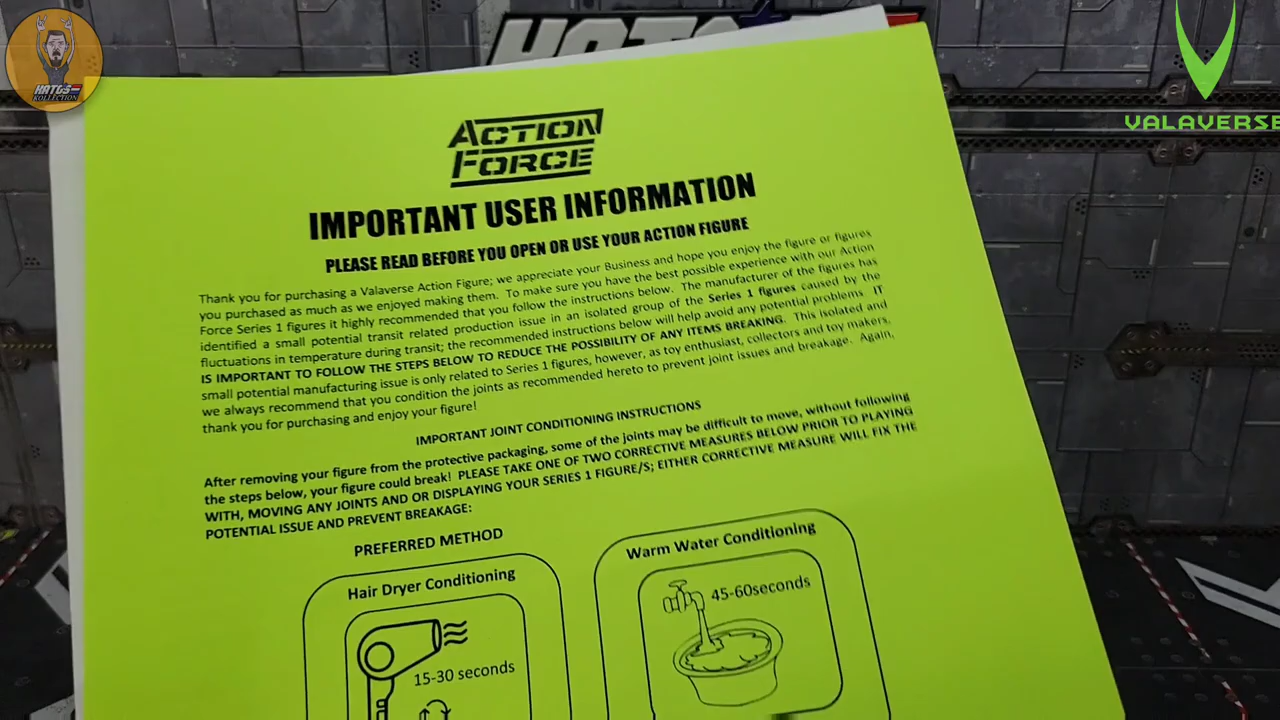 KATOS
KOLLECTION
VALAVERSE
ACTION
FORCE
IMPORTANT USER INFORMATION
PLEASE READ BEFORE YOU OPEN OR USE YOUR ACTION FIGURE
Thank you for purchasing a Valaverse Action Figure; we appreciate your Business and hope you enjoy the figure or figures
you purchased as much as we enjoyed making them. To make sure you have the best possible experience with our Action
Force Series 1 figures it highly recommended that you follow the instructions below. The manufacturer of the figures has
identified a small potential transit related production issue in an isolated group of the Series 1 figures caused by the
fluctuations in temperature during transit; the recommended instructions below will help avoid any potential problems IT
IS IMPORTANT TO FOLLOW THE STEPS BELOW TO REDUCE THE POSSIBILITY OF ANY ITEMS BREAKING. This isolated and
small potential manufacturing issue is only related to Series 1 figures, however, as toy enthusiast, collectors and toy makers,
we always recommend that you condition the joints as recommended hereto to prevent joint issues and breakage. Again,
thank you for purchasing and enjoy your figure!
IMPORTANT JOINT CONDITIONING INSTRUCTIONS
After removing your figure from the protective packaging, some of the joints may be difficult to move, without following
the steps below, your figure could break! PLEASE TAKE ONE OF TWO CORRECTIVE MEASURES BELOW PRIOR TO PLAYING
WITH, MOVING ANY JOINTS AND OR DISPLAYING YOUR SERIES 1 FIGURE/S; EITHER CORRECTIVE MEASURE WILL FIX THE
POTENTIAL ISSUE AND PREVENT BREAKAGE:
PREFERRED METHOD
Hair Dryer Conditioning
15-30 seconds
Warm Water Conditioning
45-60seconds